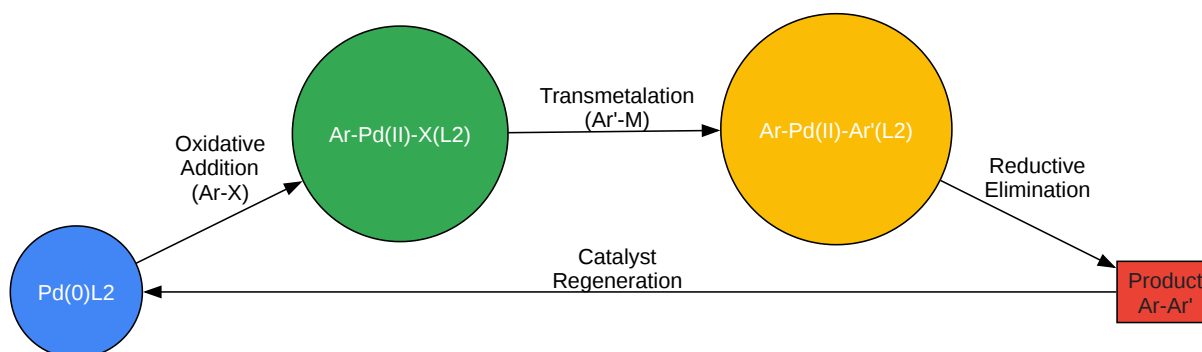 Oxidative
Addition
(Ar-X)
Ar-Pd(II)-X(L2)
Transmetalation
(Ar'-M)
Ar-Pd(II)-Ar'(L2)
Reductive
Elimination
Pd(0)L2
Catalyst
Regeneration
Product
Ar-Ar'